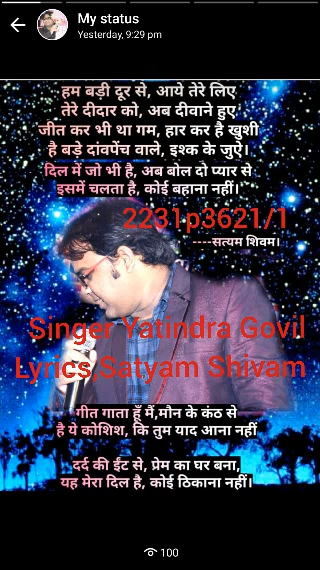 My status
Yesterday, 9:29 pm
हम बड़ी दूर से, आये तेरे लिए
तेरे दीदार को, अब दीवाने हुए
जीत कर भी था गम, हार कर है खुशी
है बड़े दांवपेंच वाले, इश्क के जुऐ।
दिल में जो भी है, अब बोल दो प्यार से
इसमें चलता है, कोई बहाना नहीं।
2231p3621/1
----सत्यम शिवम।
Singer Yatindra Govil
Lyrics,Satyam Shivam
गीत गाता हूँ मैं,मौन के कंठ से
है ये कोशिश, कि तुम याद आना नहीं
दर्द की ईंट से, प्रेम का घर बना,
यह मेरा दिल है, कोई ठिकाना नहीं।
100